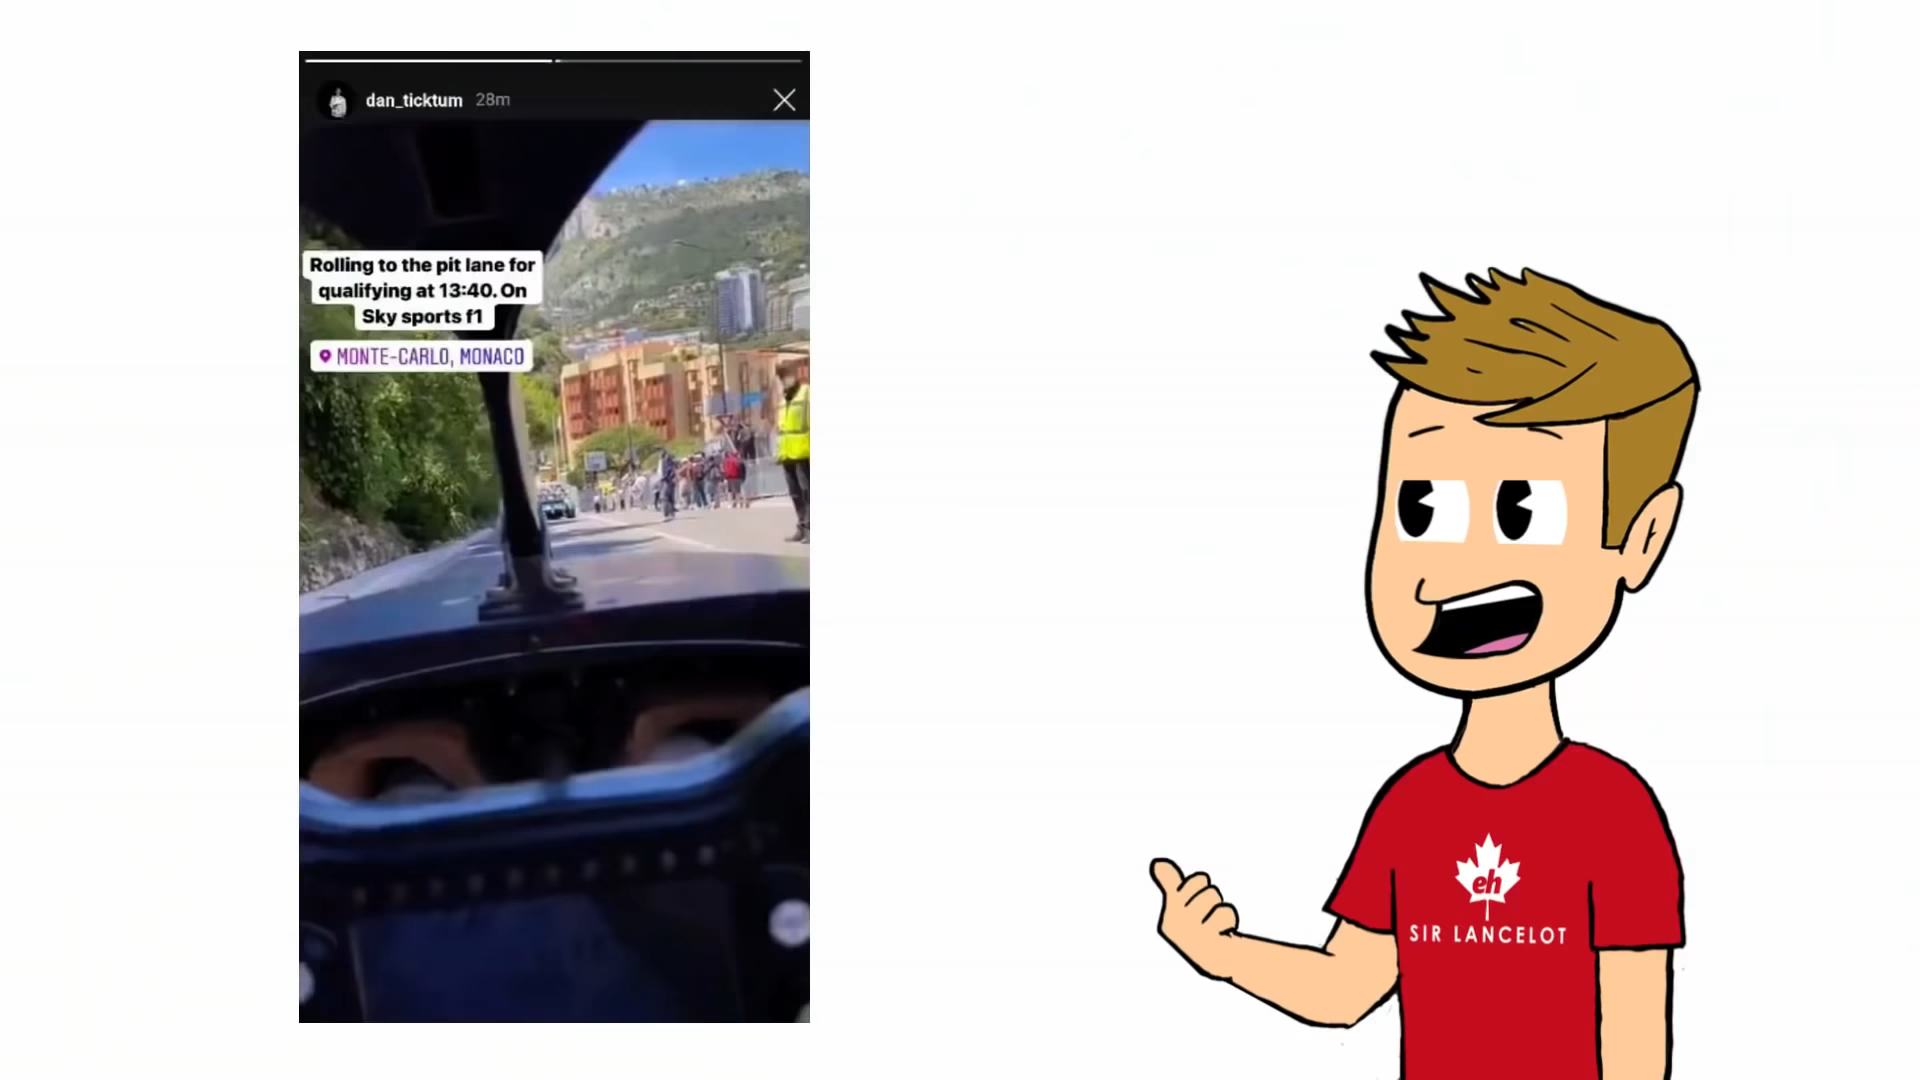 dan_ticktum 28m
Rolling to the pit lane for
qualifying at 13:40. On
Sky sports f1
MONTE-CARLO, MONACO
eh
SIR LANCELOT